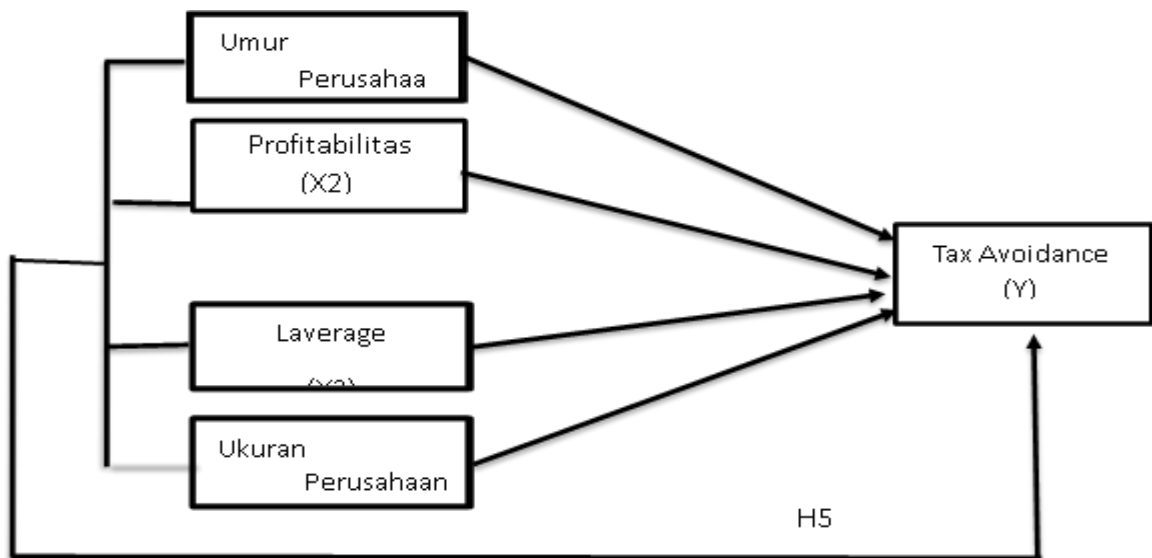 Umur
Perusahaa
Profitabilitas
(X2)
Laverage
Ukuran
Perusahaan
Tax Avoidance
(Y)
H5